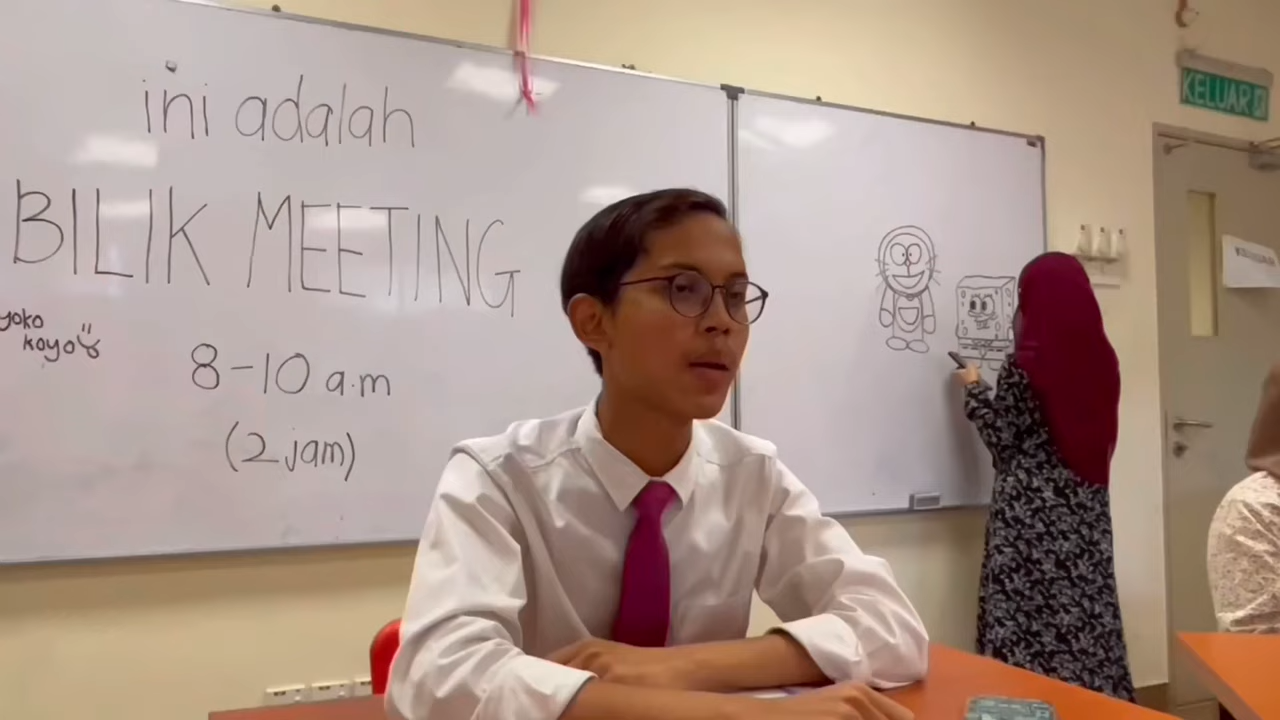 ini adalah
BILIK MEETING
yoko
koyo
8-10 a.m
(2 jam)
KELUAR